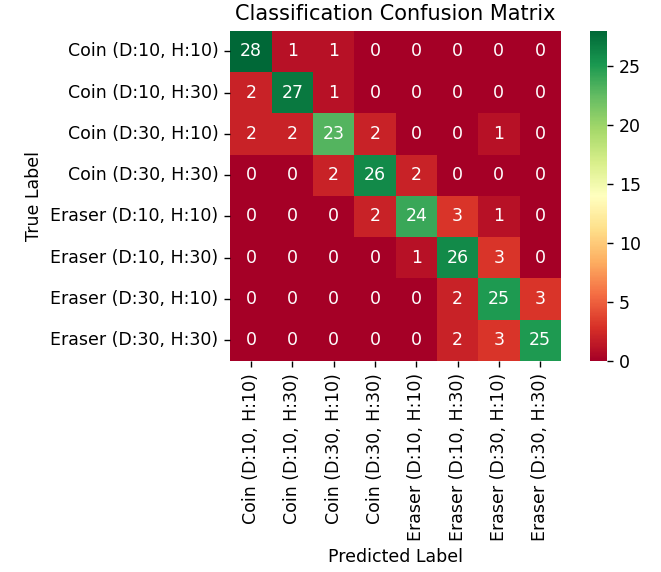 Classification Confusion Matrix
Coin (D:10, H:10) 28 1 1 0 0 0 0 0
Coin (D:10, H:30) 2 27 1 0 0 0 0 0
Coin (D:30, H:10) 2 2 23 2 0 0 1 0
Coin (D:30, H:30) 0 0 2 26 2 0 0 0
Eraser (D:10, H:10) 0 0 0 2 24 3 1 0
Eraser (D:10, H:30) 0 0 0 0 1 26 3 0
Eraser (D:30, H:10) 0 0 0 0 0 2 25 3
Eraser (D:30, H:30) 0 0 0 0 0 2 3 25
True Label
Coin (D:10, H:10)
Coin (D:10, H:30)
Coin (D:30, H:10)
Coin (D:30, H:30)
Eraser (D:10, H:10)
Eraser (D:10, H:30)
Eraser (D:30, H:10)
Eraser (D:30, H:30)
Predicted Label
25
20
15
10
5
0